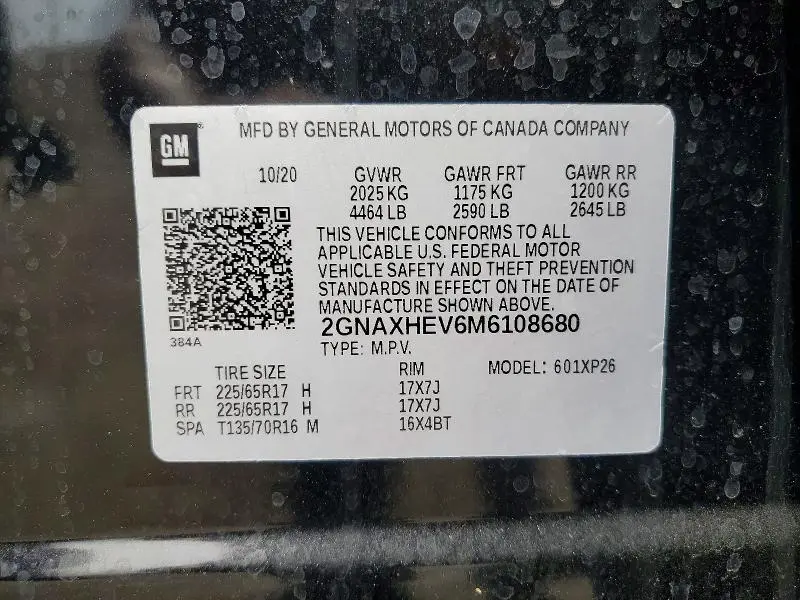 GM
MFD BY GENERAL MOTORS OF CANADA COMPANY
10/20 GVWR GAWR FRT GAWR RR
2025 KG 1175 KG 1200 KG
4464 LB 2590 LB 2645 LB
THIS VEHICLE CONFORMS TO ALL
APPLICABLE U.S. FEDERAL MOTOR
VEHICLE SAFETY AND THEFT PREVENTION
STANDARDS IN EFFECT ON THE DATE OF
MANUFACTURE SHOWN ABOVE.
2GNAXHEV6M6108680
384A
TYPE: M.P.V.
TIRE SIZE RIM MODEL: 601XP26
FRT 225/65R17 H 17X7J
RR 225/65R17 H 17X7J
SPA T135/70R16 M 16X4BT